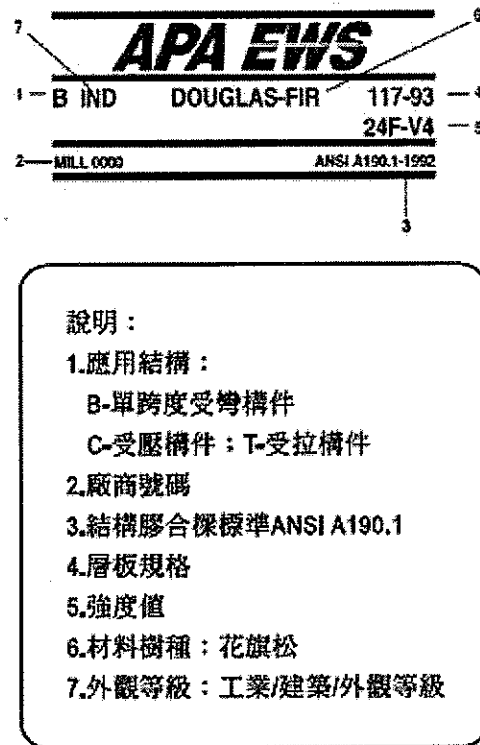 7
6
APA EWS
1 B IND DOUGLAS-FIR 117-93 4
24F-V4 5
2 MILL 0000 ANSI A190.1-1992
3
說明：
1.應用結構：
B-單跨度受彎構件
C-受壓構件；T-受拉構件
2.廠商號碼
3.結構膠合樑標準ANSI A190.1
4.層板規格
5.強度值
6.材料樹種：花旗松
7.外觀等級：工業/建築/外觀等級